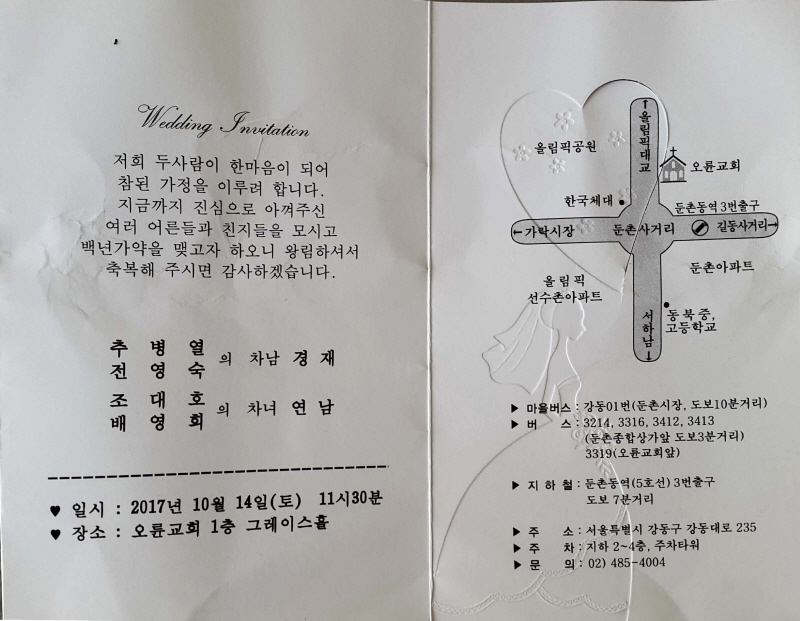 Wedding Invitation
저희 두사람이 한마음이 되어
참된 가정을 이루려 합니다.
지금까지 진심으로 아껴주신
여러 어른들과 친지들을 모시고
백년가약을 맺고자 하오니 왕림하셔서
축복해 주시면 감사하겠습니다.
추 병 열
전 영 숙
의 차남 경 재
조 대 호
배 영 희
의 차녀 연 남
♥ 일시 : 2017년 10월 14일(토) 11시30분
♥ 장소 : 오륜교회 1층 그레이스홀
↑올림픽대교
올림픽공원
오륜교회
한국체대
둔촌동역 3번출구
←가락시장
둔촌사거리
길동사거리→
둔촌아파트
올 림 픽
선수촌아파트
서하남↓
동북중,
고등학교
▶ 마을버스 : 강동01번(둔촌시장, 도보10분거리)
▶ 버 스 : 3214, 3316, 3412, 3413
(둔촌종합상가앞 도보3분거리)
3319(오륜교회앞)
▶ 지 하 철 : 둔촌동역(5호선) 3번출구
도보 7분거리
▶ 주 소 : 서울특별시 강동구 강동대로 235
▶ 주 차 : 지하 2~4층, 주차타워
▶ 문 의 : 02) 485-4004